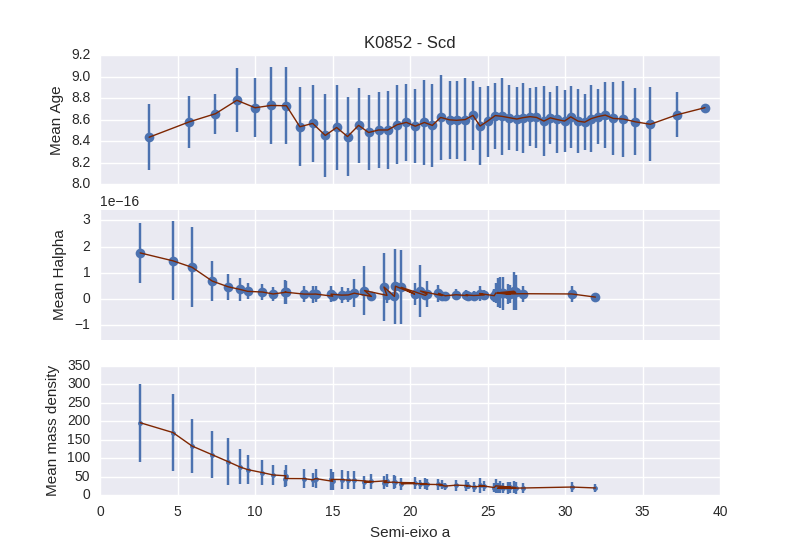 K0852 - Scd
9.2
9.0
8.8
8.6
8.4
8.2
8.0
Mean Age
1e−16
3
2
1
0
−1
Mean Halpha
350
300
250
200
150
100
50
0
Mean mass density
0 5 10 15 20 25 30 35 40
Semi-eixo a